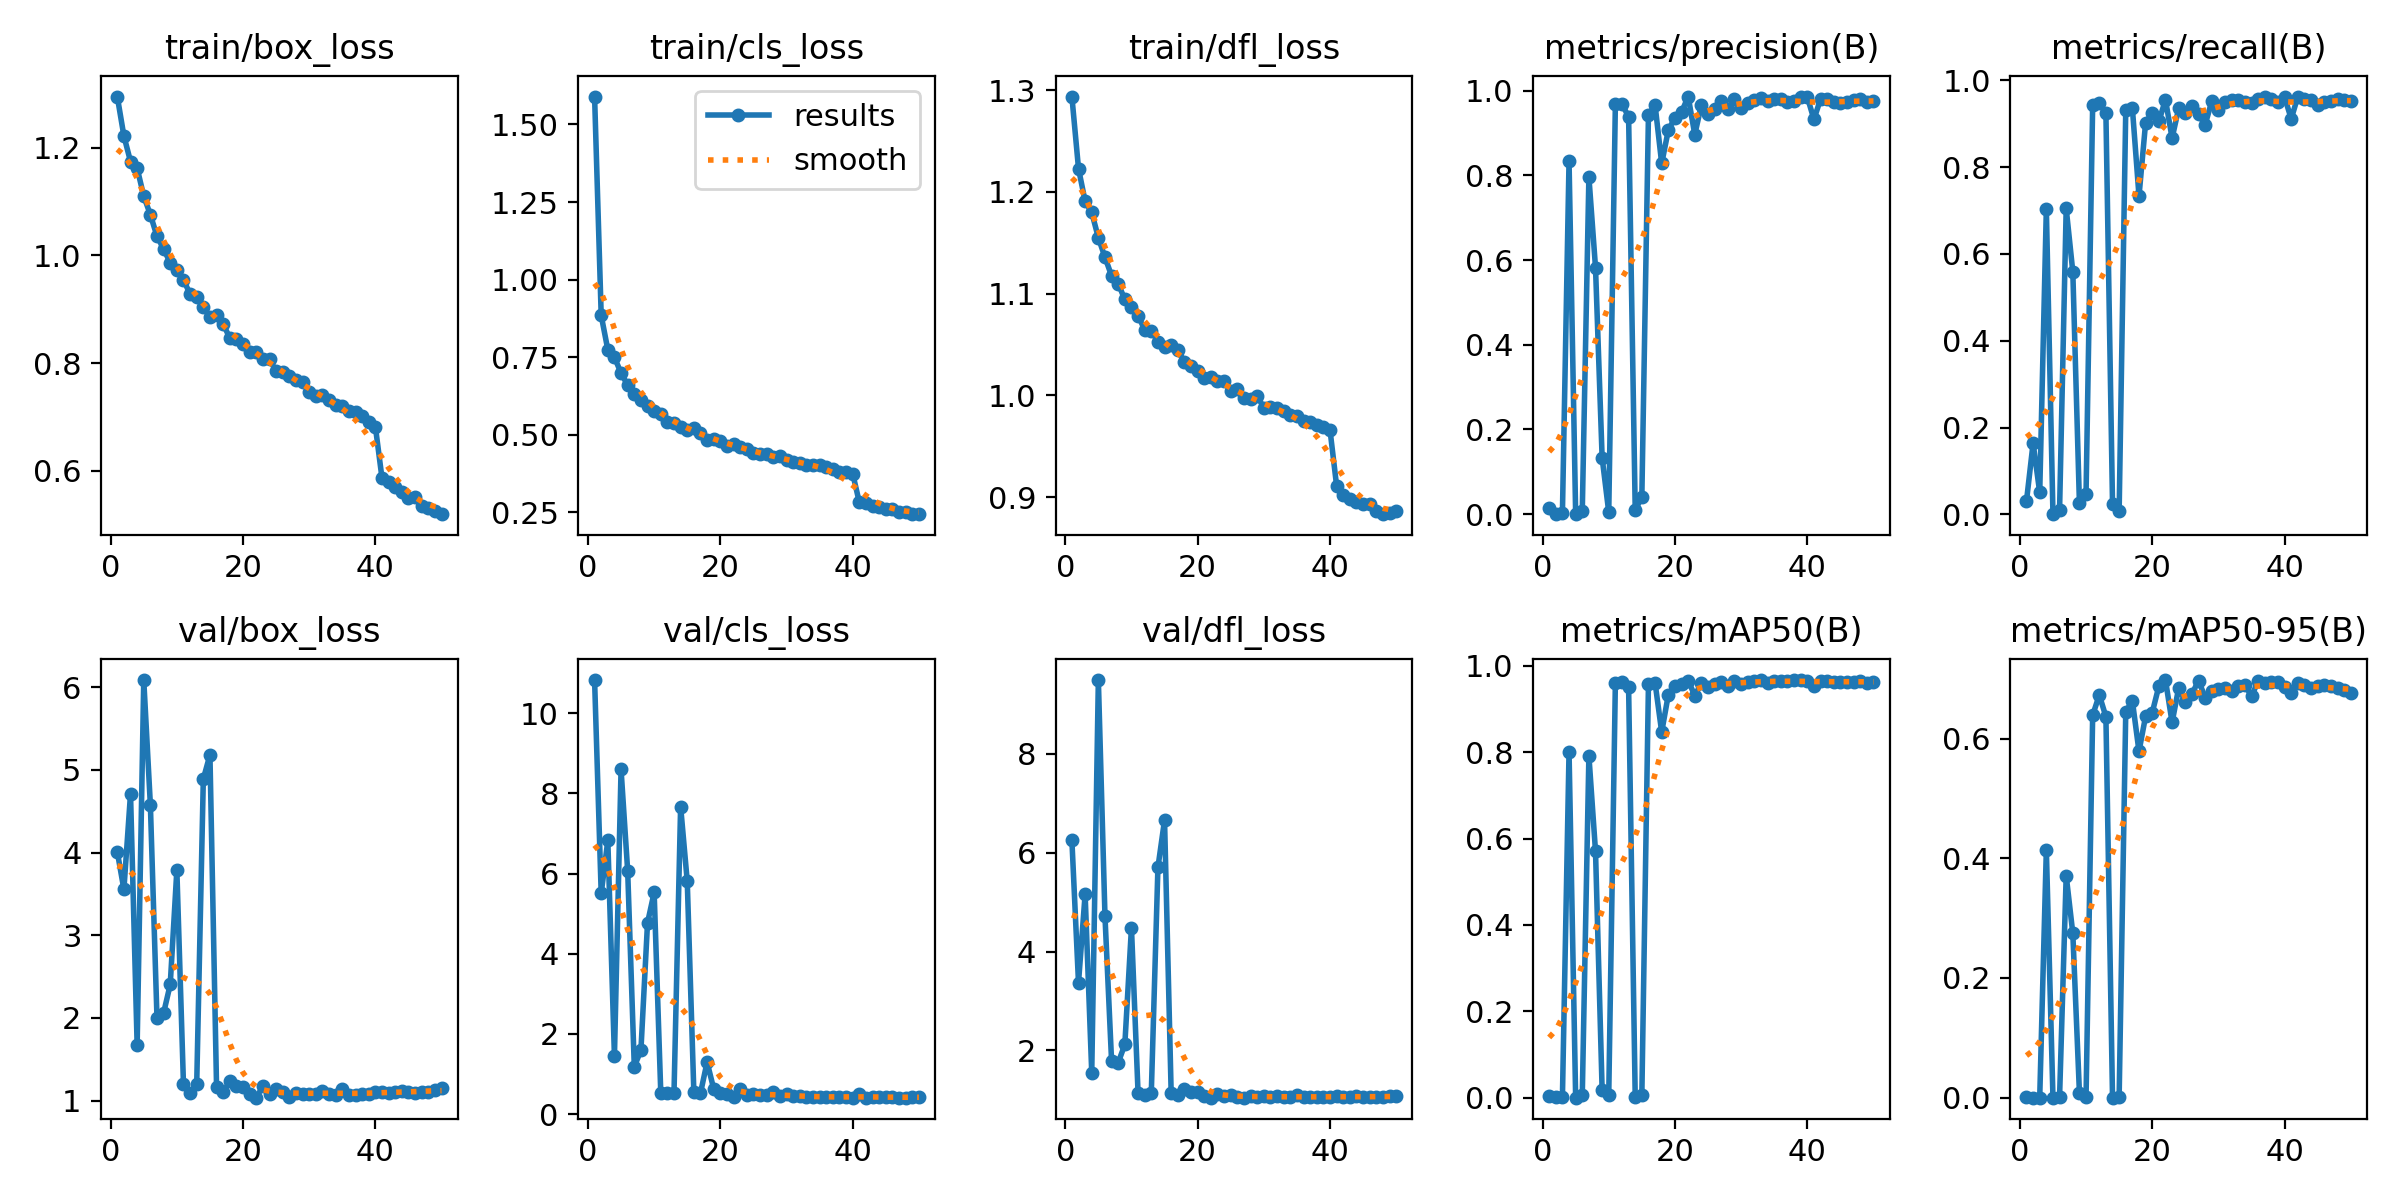 train/box_loss
train/cls_loss
train/dfl_loss
metrics/precision(B)
metrics/recall(B)
1.2
1.0
0.8
0.6
0 20 40
results
smooth
1.50
1.25
1.00
0.75
0.50
0.25
0 20 40
1.3
1.2
1.1
1.0
0.9
0 20 40
1.0
0.8
0.6
0.4
0.2
0.0
0 20 40
1.0
0.8
0.6
0.4
0.2
0.0
0 20 40
val/box_loss
val/cls_loss
val/dfl_loss
metrics/mAP50(B)
metrics/mAP50-95(B)
6
5
4
3
2
1
0 20 40
10
8
6
4
2
0
0 20 40
8
6
4
2
0 20 40
1.0
0.8
0.6
0.4
0.2
0.0
0 20 40
0.6
0.4
0.2
0.0
0 20 40